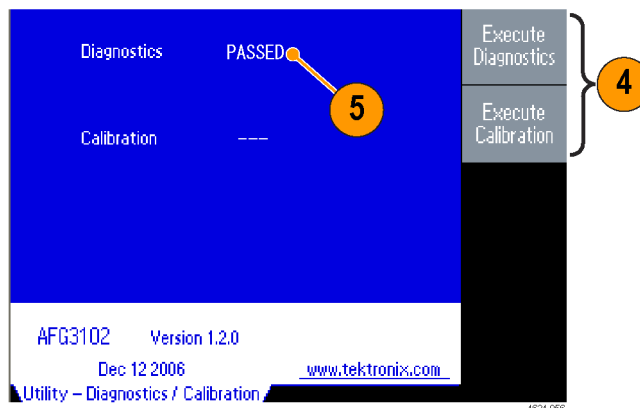 Diagnostics PASSED
Execute Diagnostics
4
5
Calibration ---
Execute Calibration
AFG3102 Version 1.2.0
Dec 12 2006 www.tektronix.com
Utility – Diagnostics / Calibration